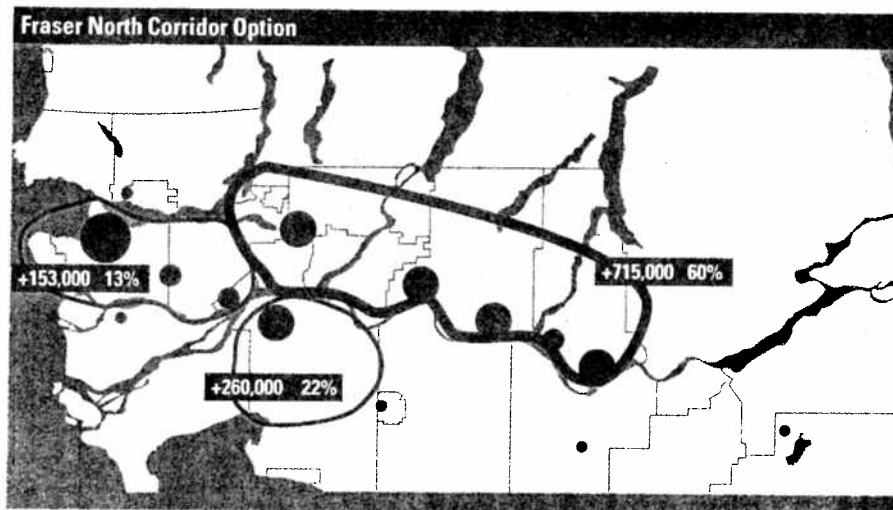 Fraser North Corridor Option
+153,000 13%
+715,000 60%
+260,000 22%